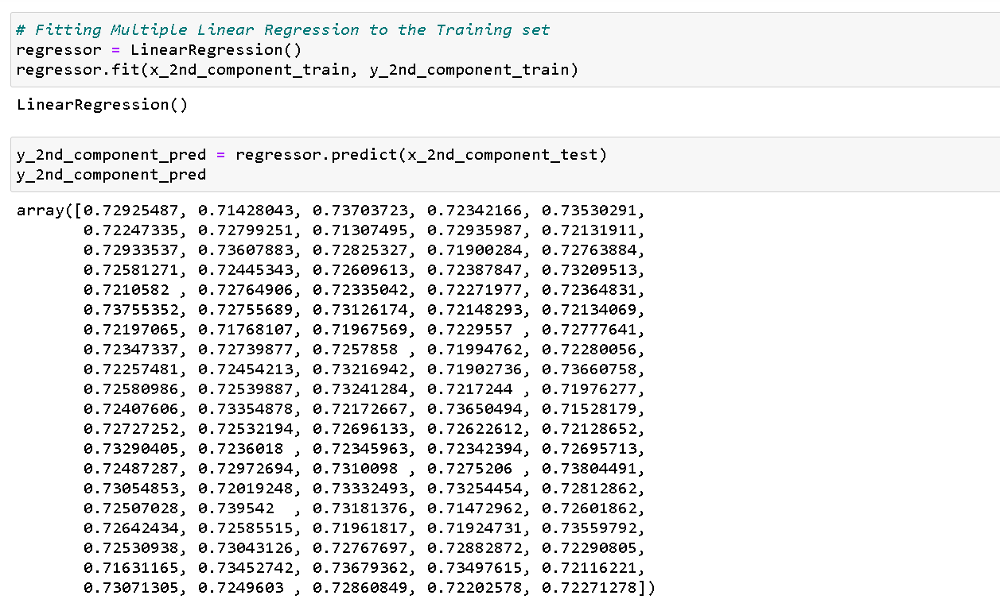 # Fitting Multiple Linear Regression to the Training set
regressor = LinearRegression()
regressor.fit(x_2nd_component_train, y_2nd_component_train)
LinearRegression()
y_2nd_component_pred = regressor.predict(x_2nd_component_test)
y_2nd_component_pred
array([0.72925487, 0.71428043, 0.73703723, 0.72342166, 0.73530291,
       0.72247335, 0.72799251, 0.71307495, 0.72935987, 0.72131911,
       0.72933537, 0.73607883, 0.72825327, 0.71900284, 0.72763884,
       0.72581271, 0.72445343, 0.72609613, 0.72387847, 0.73209513,
       0.7210582 , 0.72764906, 0.72335042, 0.72271977, 0.72364831,
       0.73755352, 0.72755689, 0.73126174, 0.72148293, 0.72134069,
       0.72197065, 0.71768107, 0.71967569, 0.7229557 , 0.72777641,
       0.72347337, 0.72739877, 0.7257858 , 0.71994762, 0.72280056,
       0.72257481, 0.72454213, 0.73216942, 0.71902736, 0.73660758,
       0.72580986, 0.72539887, 0.73241284, 0.7217244 , 0.71976277,
       0.72407606, 0.73354878, 0.72172667, 0.73650494, 0.71528179,
       0.72727252, 0.72532194, 0.72696133, 0.72622612, 0.72128652,
       0.73290405, 0.7236018 , 0.72345963, 0.72342394, 0.72695713,
       0.72487287, 0.72972694, 0.7310098 , 0.7275206 , 0.73804491,
       0.73054853, 0.72019248, 0.73332493, 0.73254454, 0.72812862,
       0.72507028, 0.739542  , 0.73181376, 0.71472962, 0.72601862,
       0.72642434, 0.72585515, 0.71961817, 0.71924731, 0.73559792,
       0.72530938, 0.73043126, 0.72767697, 0.72882872, 0.72290805,
       0.71631165, 0.73452742, 0.73679362, 0.73497615, 0.72116221,
       0.73071305, 0.7249603 , 0.72860849, 0.72202578, 0.72271278])